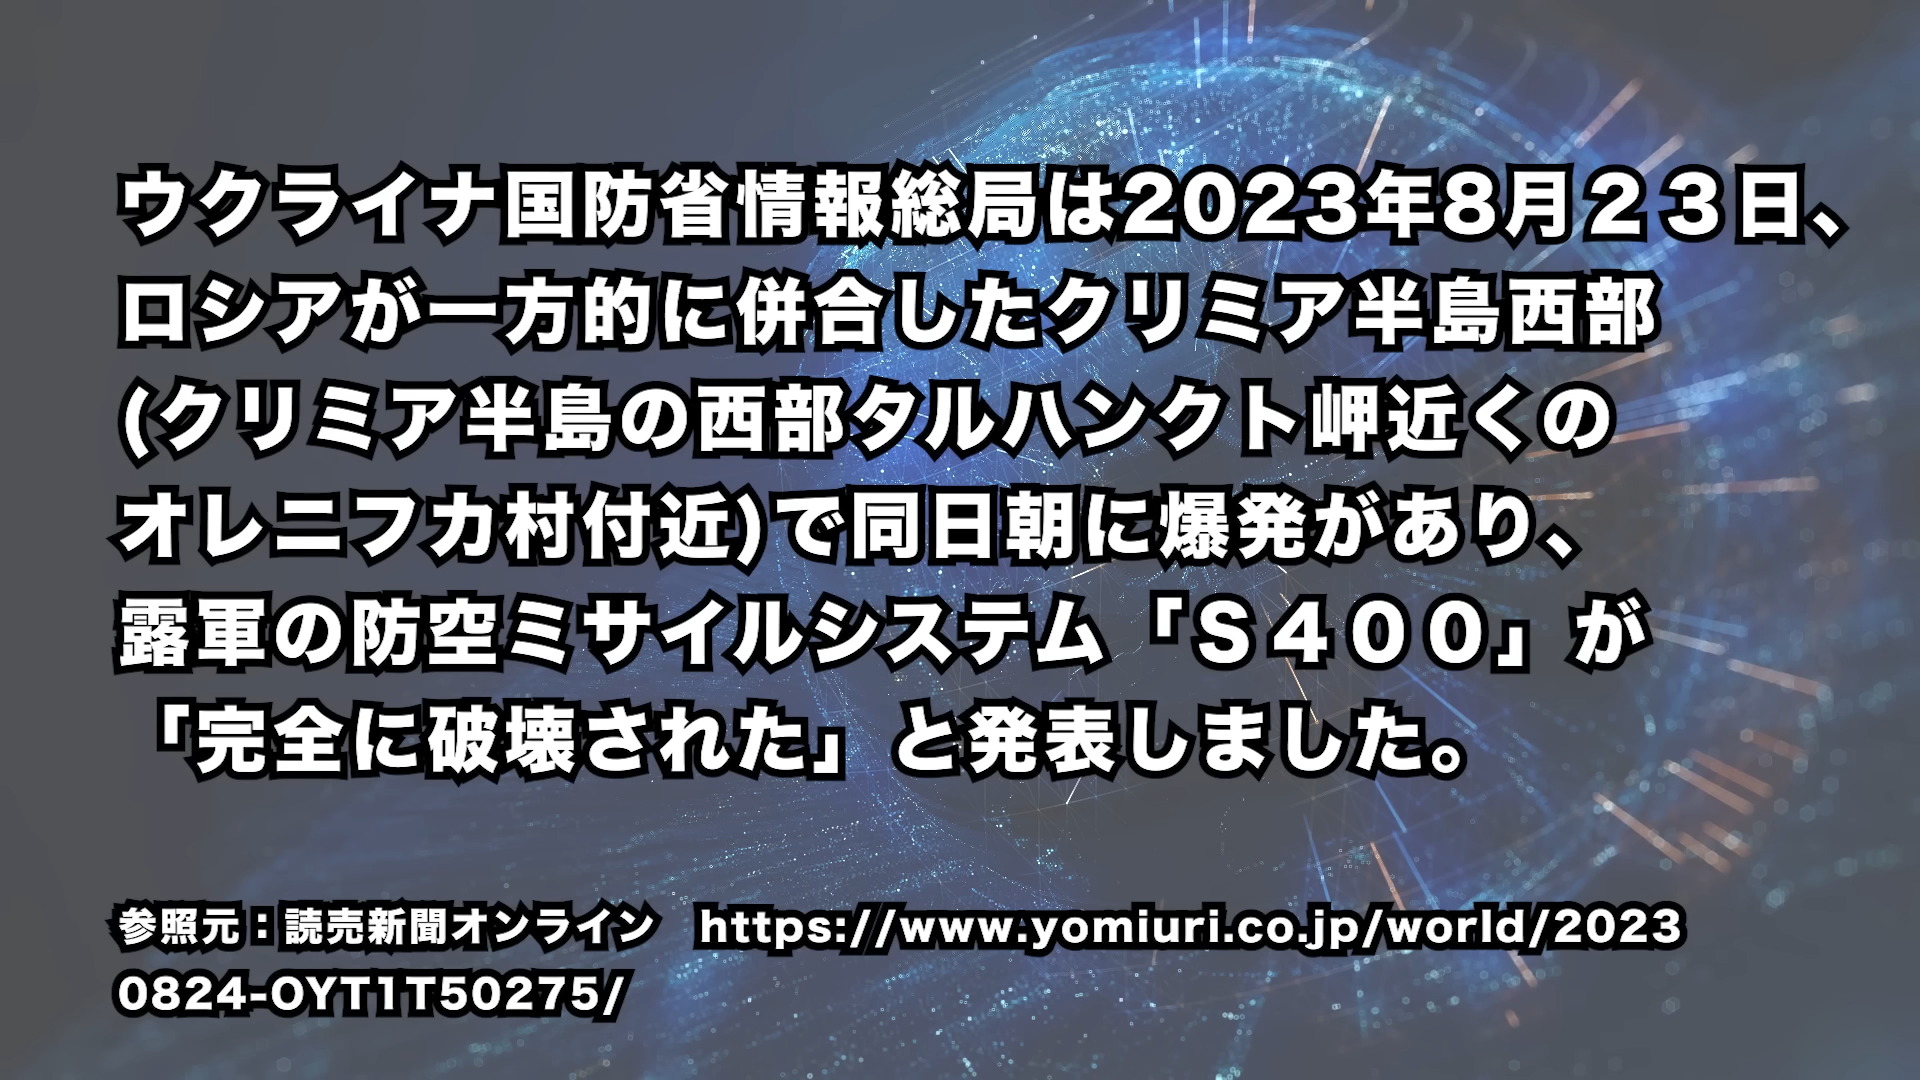 ウクライナ国防省情報総局は2023年8月２３日、
ロシアが一方的に併合したクリミア半島西部
(クリミア半島の西部タルハンクト岬近くの
オレニフカ村付近)で同日朝に爆発があり、
露軍の防空ミサイルシステム「Ｓ４００」が
「完全に破壊された」と発表しました。
参照元：読売新聞オンライン　https://www.yomiuri.co.jp/world/2023
0824-OYT1T50275/